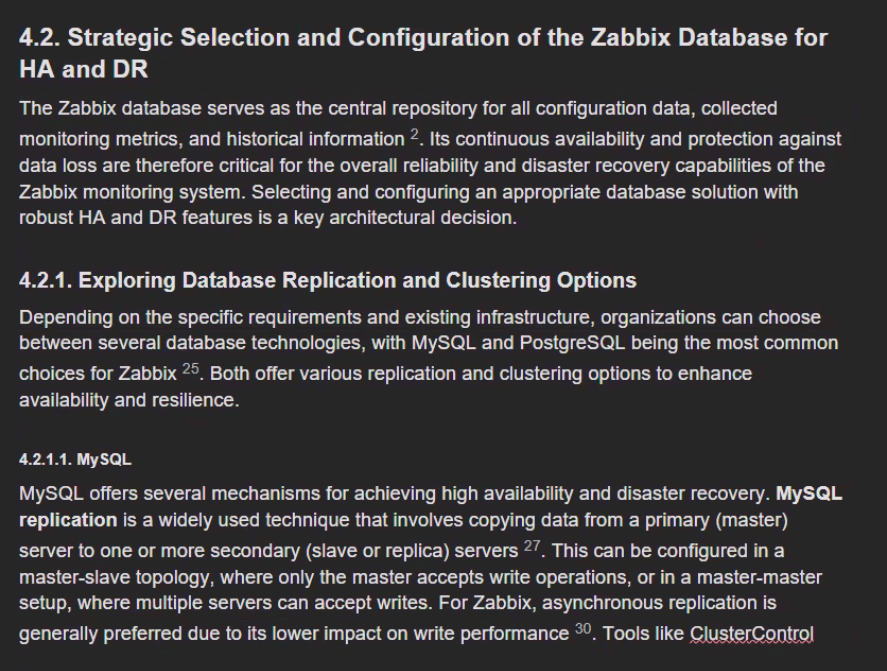 4.2. Strategic Selection and Configuration of the Zabbix Database for
HA and DR
The Zabbix database serves as the central repository for all configuration data, collected
monitoring metrics, and historical information 2. Its continuous availability and protection against
data loss are therefore critical for the overall reliability and disaster recovery capabilities of the
Zabbix monitoring system. Selecting and configuring an appropriate database solution with
robust HA and DR features is a key architectural decision.
4.2.1. Exploring Database Replication and Clustering Options
Depending on the specific requirements and existing infrastructure, organizations can choose
between several database technologies, with MySQL and PostgreSQL being the most common
choices for Zabbix 25. Both offer various replication and clustering options to enhance
availability and resilience.
4.2.1.1. MySQL
MySQL offers several mechanisms for achieving high availability and disaster recovery. MySQL
replication is a widely used technique that involves copying data from a primary (master)
server to one or more secondary (slave or replica) servers 27. This can be configured in a
master-slave topology, where only the master accepts write operations, or in a master-master
setup, where multiple servers can accept writes. For Zabbix, asynchronous replication is
generally preferred due to its lower impact on write performance 30. Tools like ClusterControl